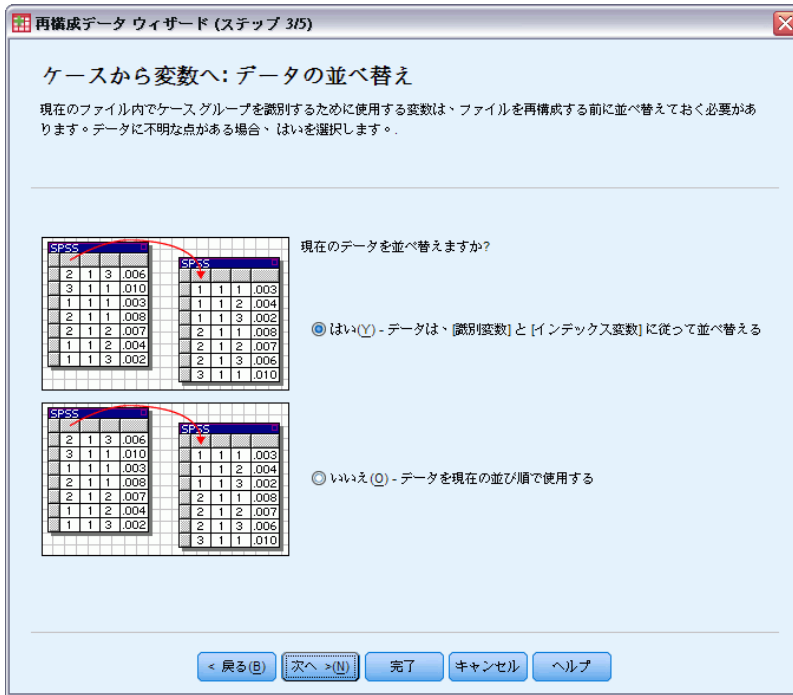 再構成データ ウィザード (ステップ 3/5)
ケースから変数へ: データの並べ替え
現在のファイル内でケースグループを識別するために使用する変数は、ファイルを再構成する前に並べ替えておく必要があ
ります。データに不明な点がある場合、はいを選択します。.
現在のデータを並べ替えますか?
SPSS
2 1 3 .006
3 1 1 .010
1 1 1 .003
2 1 1 .008
2 1 2 .007
1 1 2 .004
1 1 3 .002
SPSS
1 1 1 .003
1 1 2 .004
1 1 3 .002
2 1 1 .008
2 1 2 .007
2 1 3 .006
3 1 1 .010
はい(Y) - データは、[識別変数] と [インデックス変数] に従って並べ替える
SPSS
2 1 3 .006
3 1 1 .010
1 1 1 .003
2 1 1 .008
2 1 2 .007
1 1 2 .004
1 1 3 .002
SPSS
1 1 1 .003
1 1 2 .004
1 1 3 .002
2 1 1 .008
2 1 2 .007
2 1 3 .006
3 1 1 .010
いいえ(O) - データを現在の並び順で使用する
< 戻る(B)
次へ >(N)
完了
キャンセル
ヘルプ